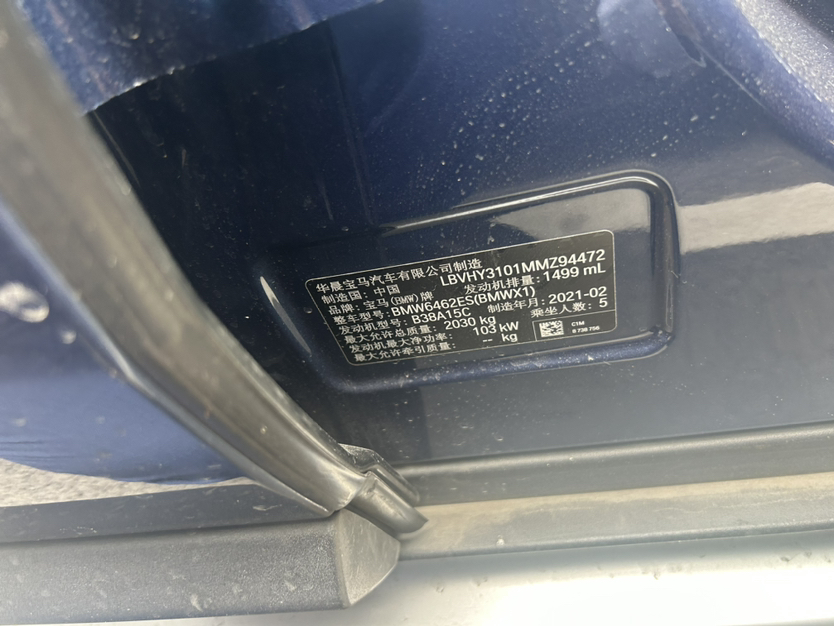 华晨宝马汽车有限公司制造
制造国：中国 LBVHY3101MMZ94472
品牌：宝马(BMW)牌 发动机排量：1499 mL
整车型号：BMW6462ES(BMWX1)
发动机型号：B38A15C 制造年月：2021-02
最大允许总质量：2030 kg 乘坐人数：5
发动机最大净功率：103 kW
最大允许牵引质量：-- kg
C1M
8 738 756